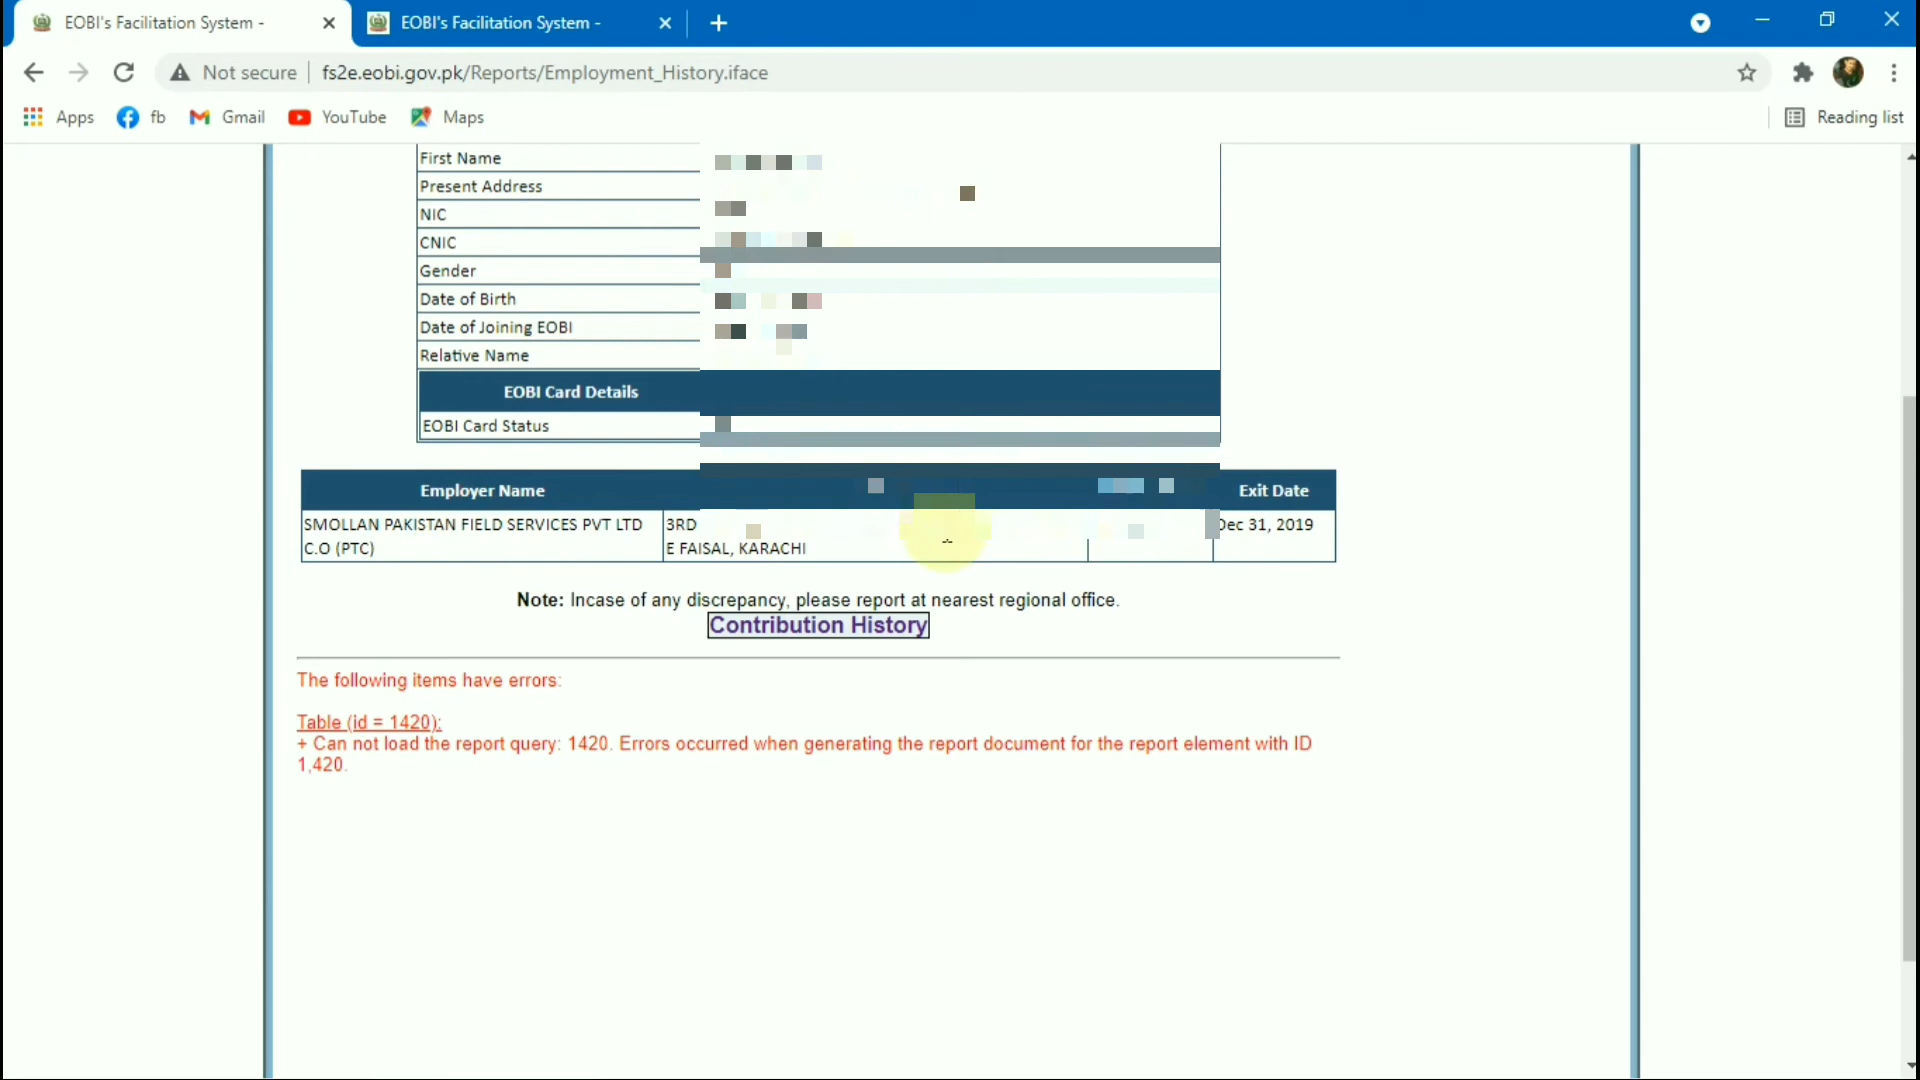 EOBI's Facilitation System -
EOBI's Facilitation System -
Not secure
fs2e.eobi.gov.pk/Reports/Employment_History.iface
Apps
fb
Gmail
YouTube
Maps
Reading list
First Name
Present Address
NIC
CNIC
Gender
Date of Birth
Date of Joining EOBI
Relative Name
EOBI Card Details
EOBI Card Status
Employer Name
Exit Date
SMOLLAN PAKISTAN FIELD SERVICES PVT LTD
C.O (PTC)
3RD
E FAISAL, KARACHI
Dec 31, 2019
Note: Incase of any discrepancy, please report at nearest regional office.
Contribution History
The following items have errors:
Table (id = 1420):
+ Can not load the report query: 1420. Errors occurred when generating the report document for the report element with ID
1,420.